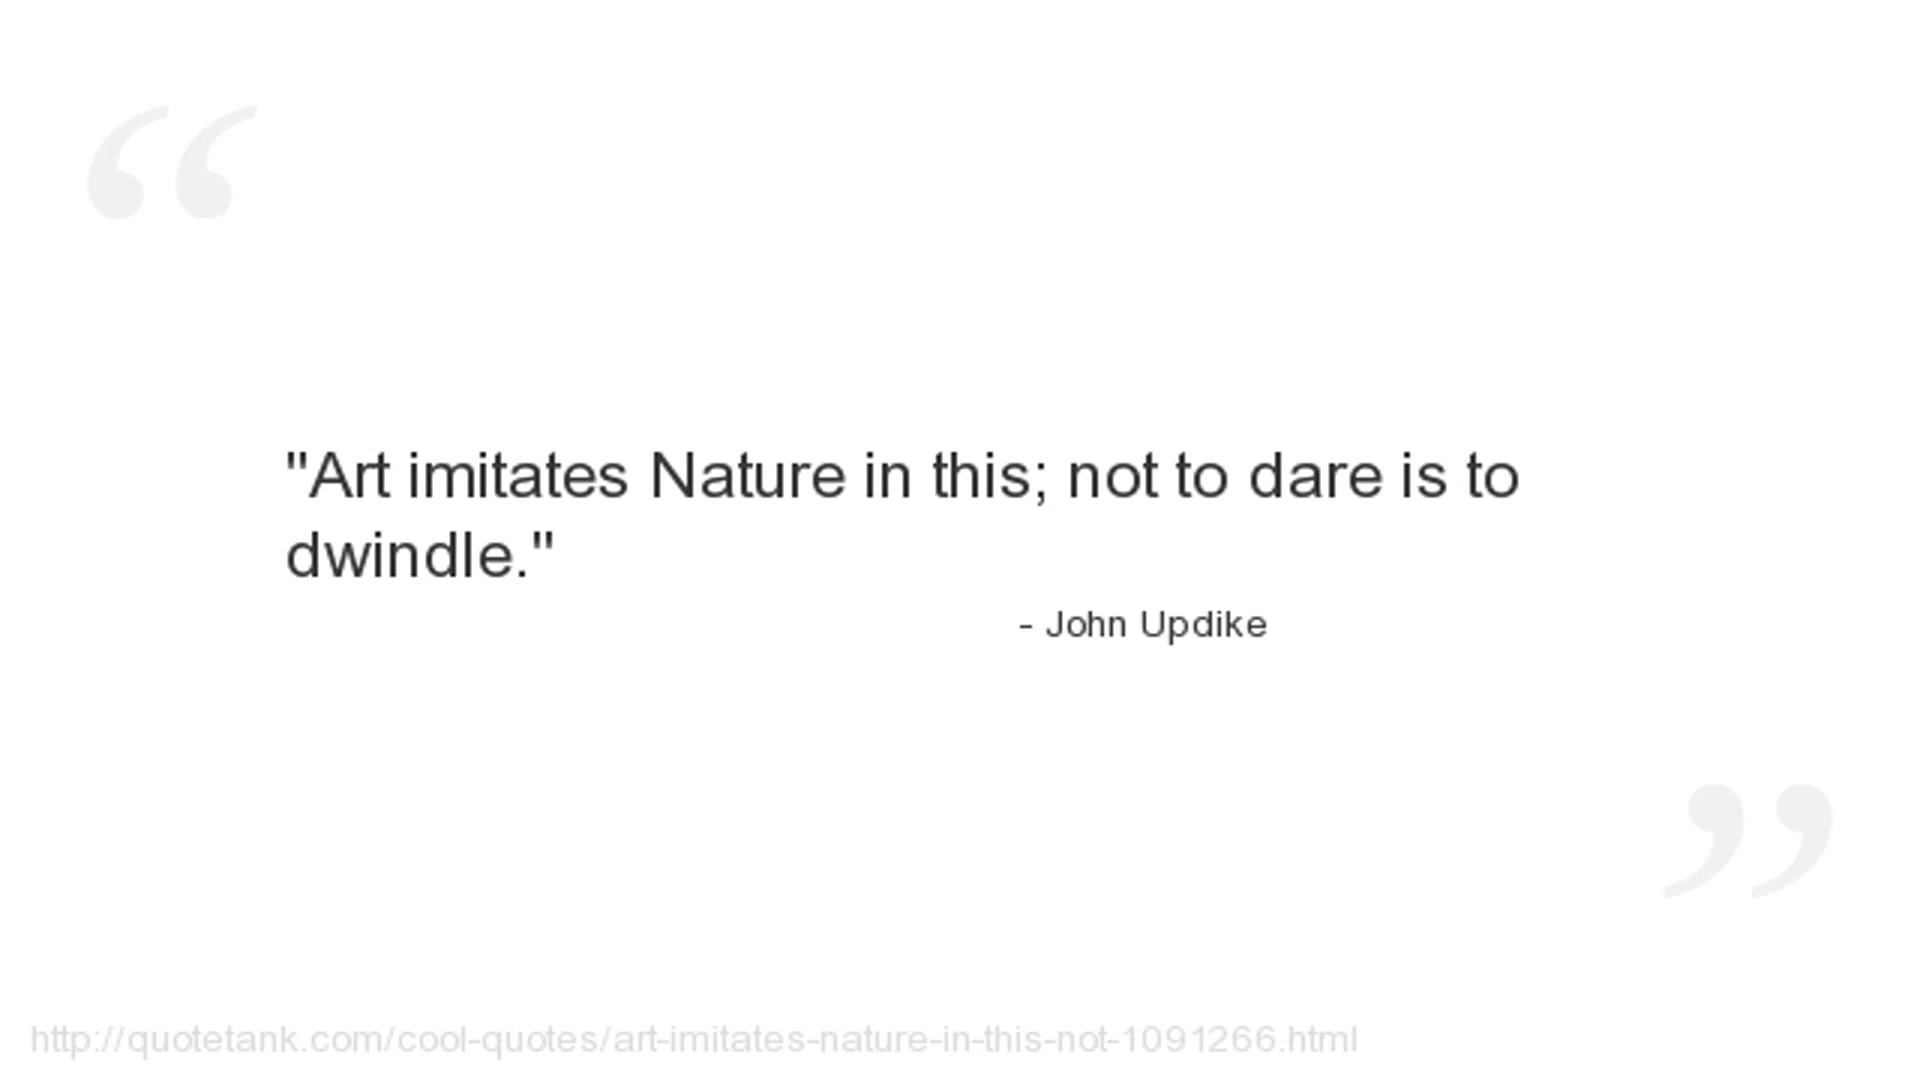 "Art imitates Nature in this; not to dare is to
dwindle."
- John Updike
http://quotetank.com/cool-quotes/art-imitates-nature-in-this-not-1091266.html